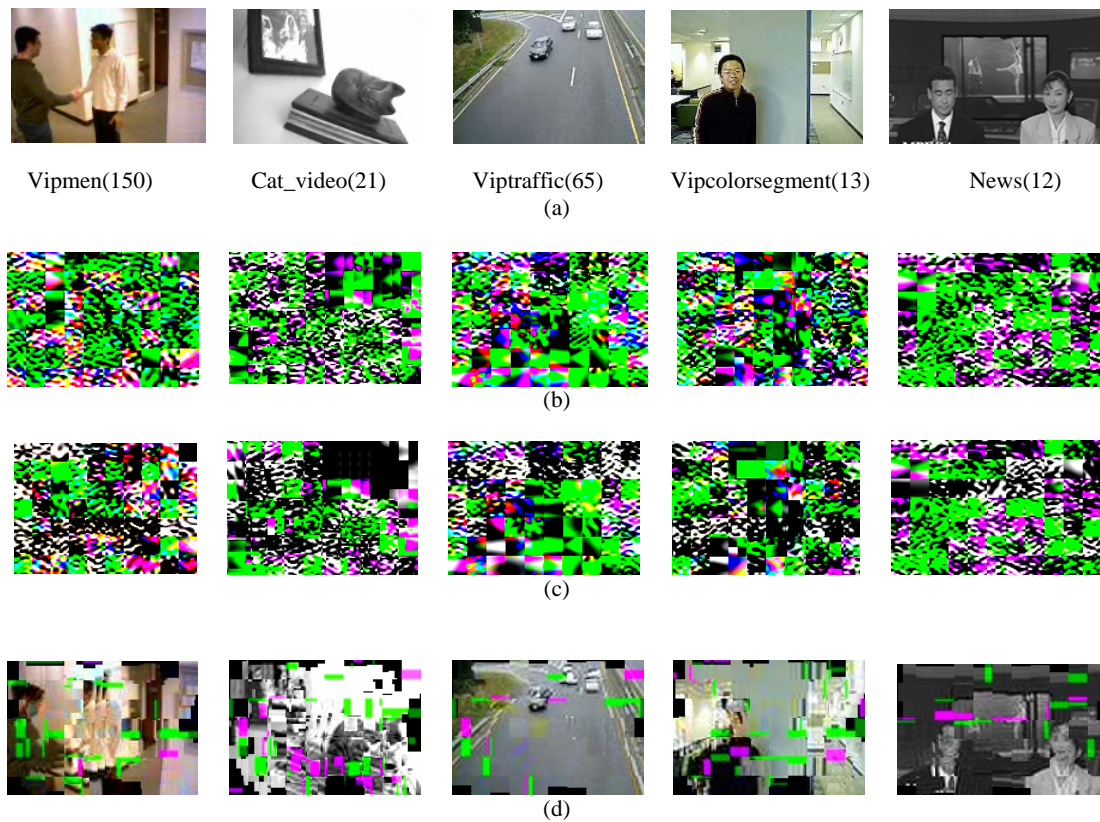 Vipmen(150) Cat_video(21) Viptraffic(65) Vipcolorsegment(13) News(12)
(a)
(b)
(c)
(d)